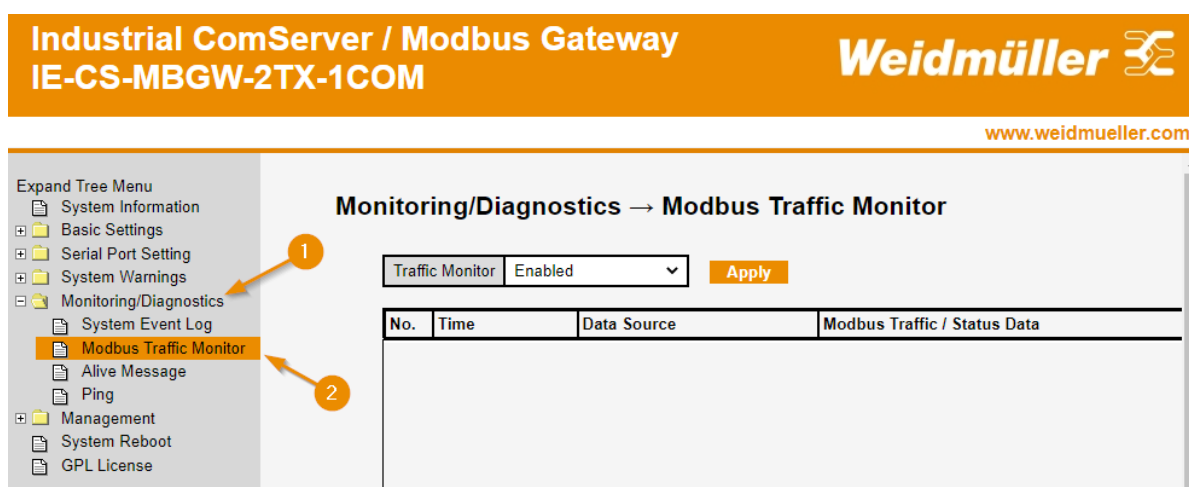 Industrial ComServer / Modbus Gateway
IE-CS-MBGW-2TX-1COM
Weidmüller
www.weidmueller.com
Expand Tree Menu
System Information
Basic Settings
Serial Port Setting
System Warnings
Monitoring/Diagnostics
System Event Log
Modbus Traffic Monitor
Alive Message
Ping
Management
System Reboot
GPL License
1
2
Monitoring/Diagnostics → Modbus Traffic Monitor
Traffic Monitor Enabled Apply
No. Time Data Source Modbus Traffic / Status Data